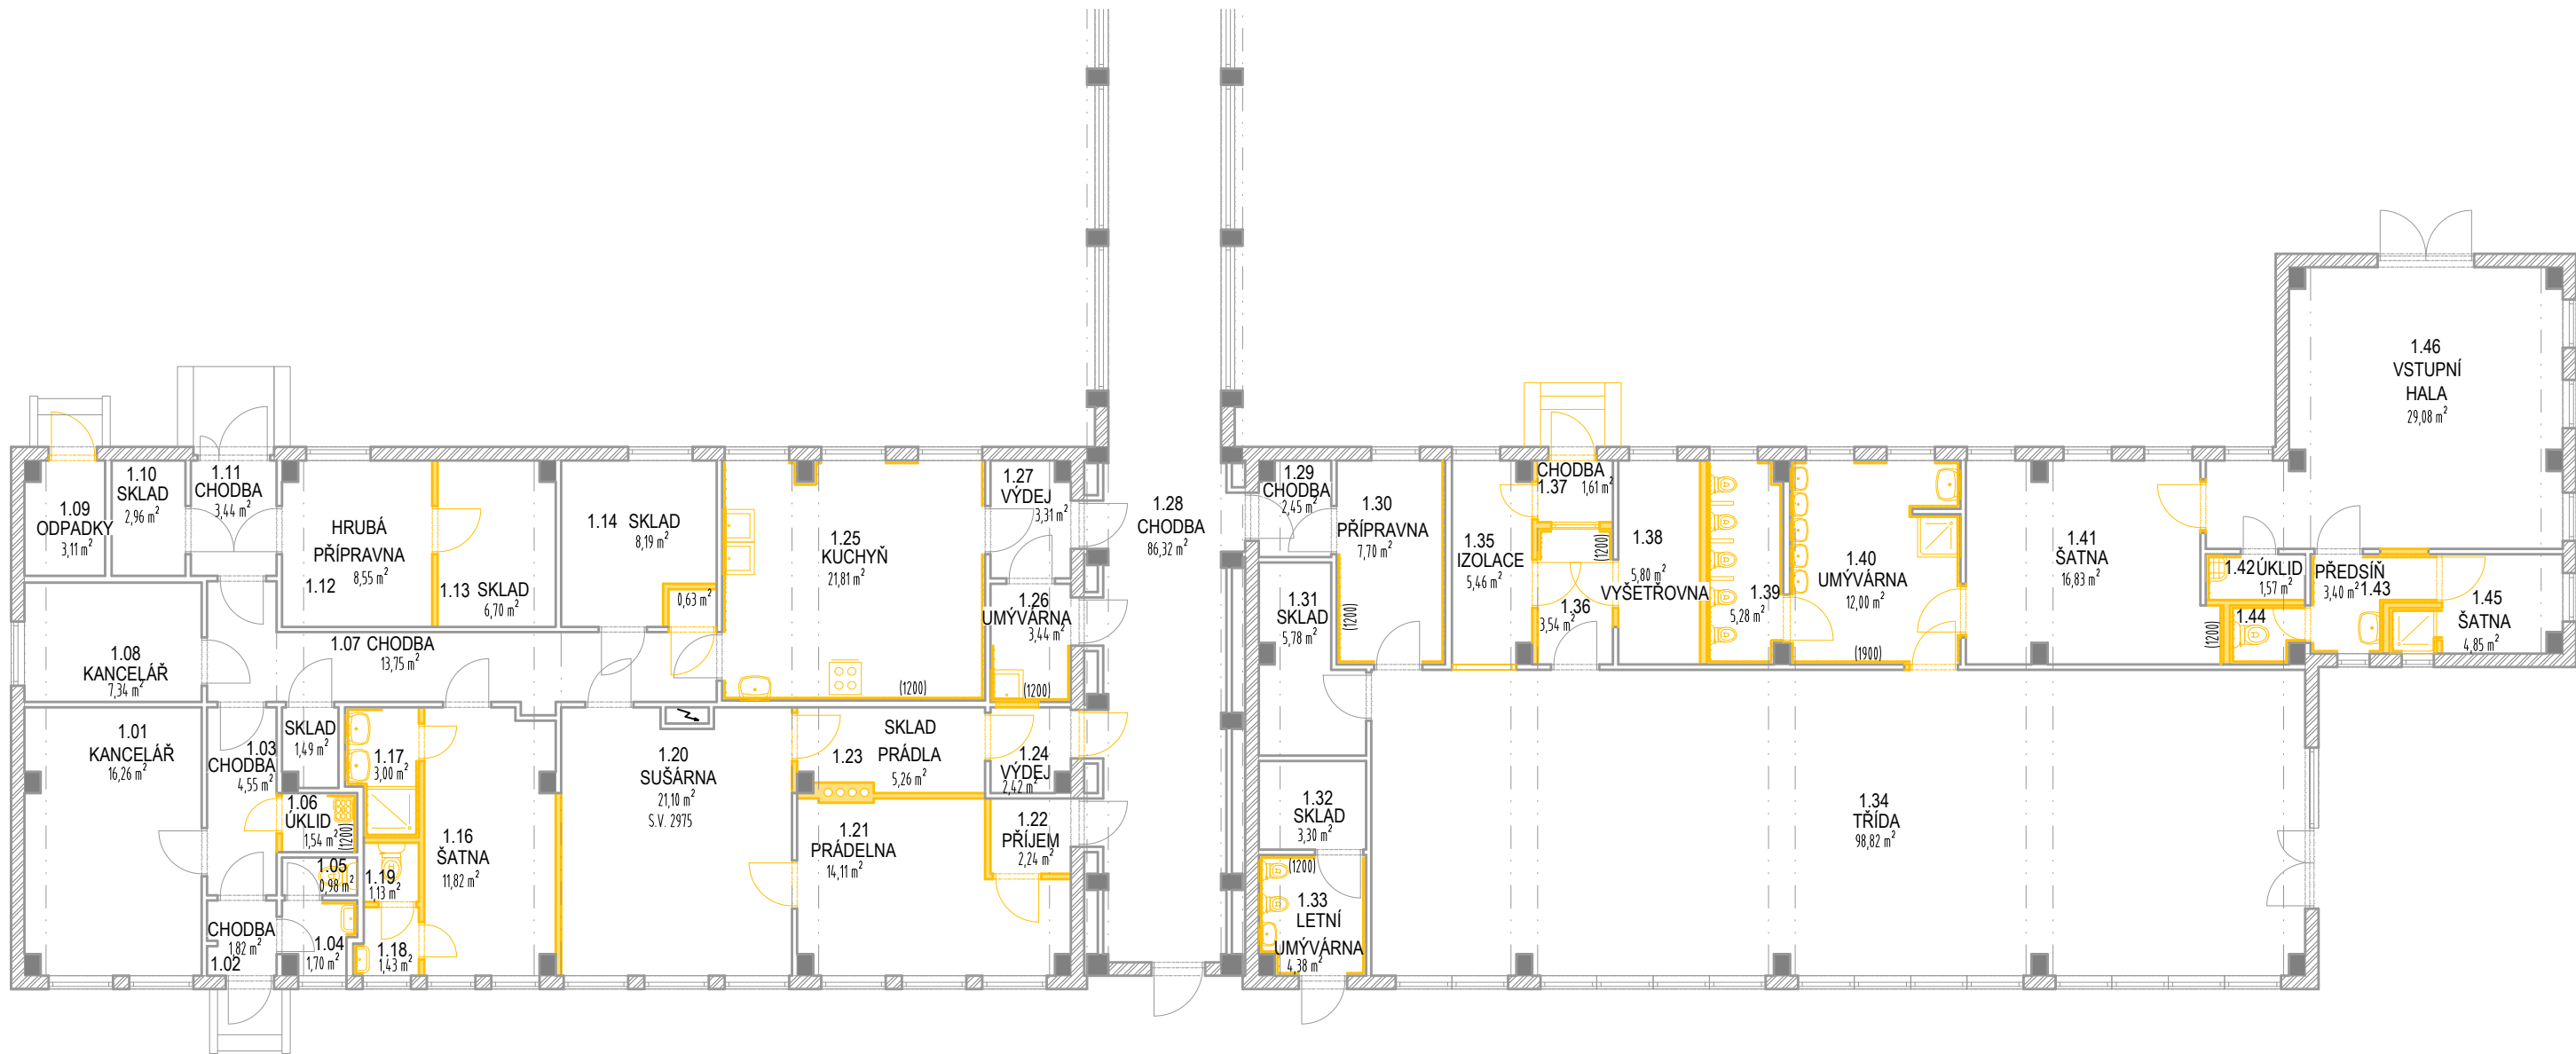 1.46
VSTUPNÍ
HALA
29,08 m²
1.09
ODPADKY
3,11 m²
1.10
SKLAD
2,96 m²
1.11
CHODBA
3,44 m²
HRUBÁ
PŘÍPRAVNA
8,55 m²
1.12
1.13 SKLAD
6,70 m²
1.14 SKLAD
8,19 m²
0,63 m²
1.25
KUCHYŇ
21,81 m²
(1200)
1.27
VÝDEJ
3,31 m²
1.26
UMÝVÁRNA
3,44 m²
(1200)
1.28
CHODBA
86,32 m²
1.29
CHODBA
2,45 m²
1.30
PŘÍPRAVNA
7,70 m²
(1200)
1.31
SKLAD
5,78 m²
1.35
IZOLACE
5,46 m²
CHODBA
1.37 1,61 m²
(1200)
1.36
3,54 m²
1.38
5,80 m²
VYŠETŘOVNA
1.39
5,28 m²
1.40
UMÝVÁRNA
12,00 m²
(1900)
1.41
ŠATNA
16,83 m²
1.42 ÚKLID
1,57 m²
PŘEDSÍŇ
3,40 m² 1.43
1.44
(1200)
1.45
ŠATNA
4,85 m²
1.08
KANCELÁŘ
7,34 m²
1.07 CHODBA
13,75 m²
1.01
KANCELÁŘ
16,26 m²
1.03
CHODBA
4,55 m²
SKLAD
1,49 m²
1.17
3,00 m²
1.06
ÚKLID
1,54 m²
(1200)
1.05
0,98 m²
1.19
1,13 m²
1.16
ŠATNA
11,82 m²
CHODBA
1,82 m²
1.02
1.04
1,70 m²
1.18
1,43 m²
1.20
SUŠÁRNA
21,10 m²
S.V. 2975
1.23
SKLAD
PRÁDLA
5,26 m²
1.24
VÝDEJ
2,42 m²
1.21
PRÁDELNA
14,11 m²
1.22
PŘÍJEM
2,24 m²
1.32
SKLAD
3,30 m²
(1200)
1.33
LETNÍ
UMÝVÁRNA
4,38 m²
1.34
TŘÍDA
98,82 m²